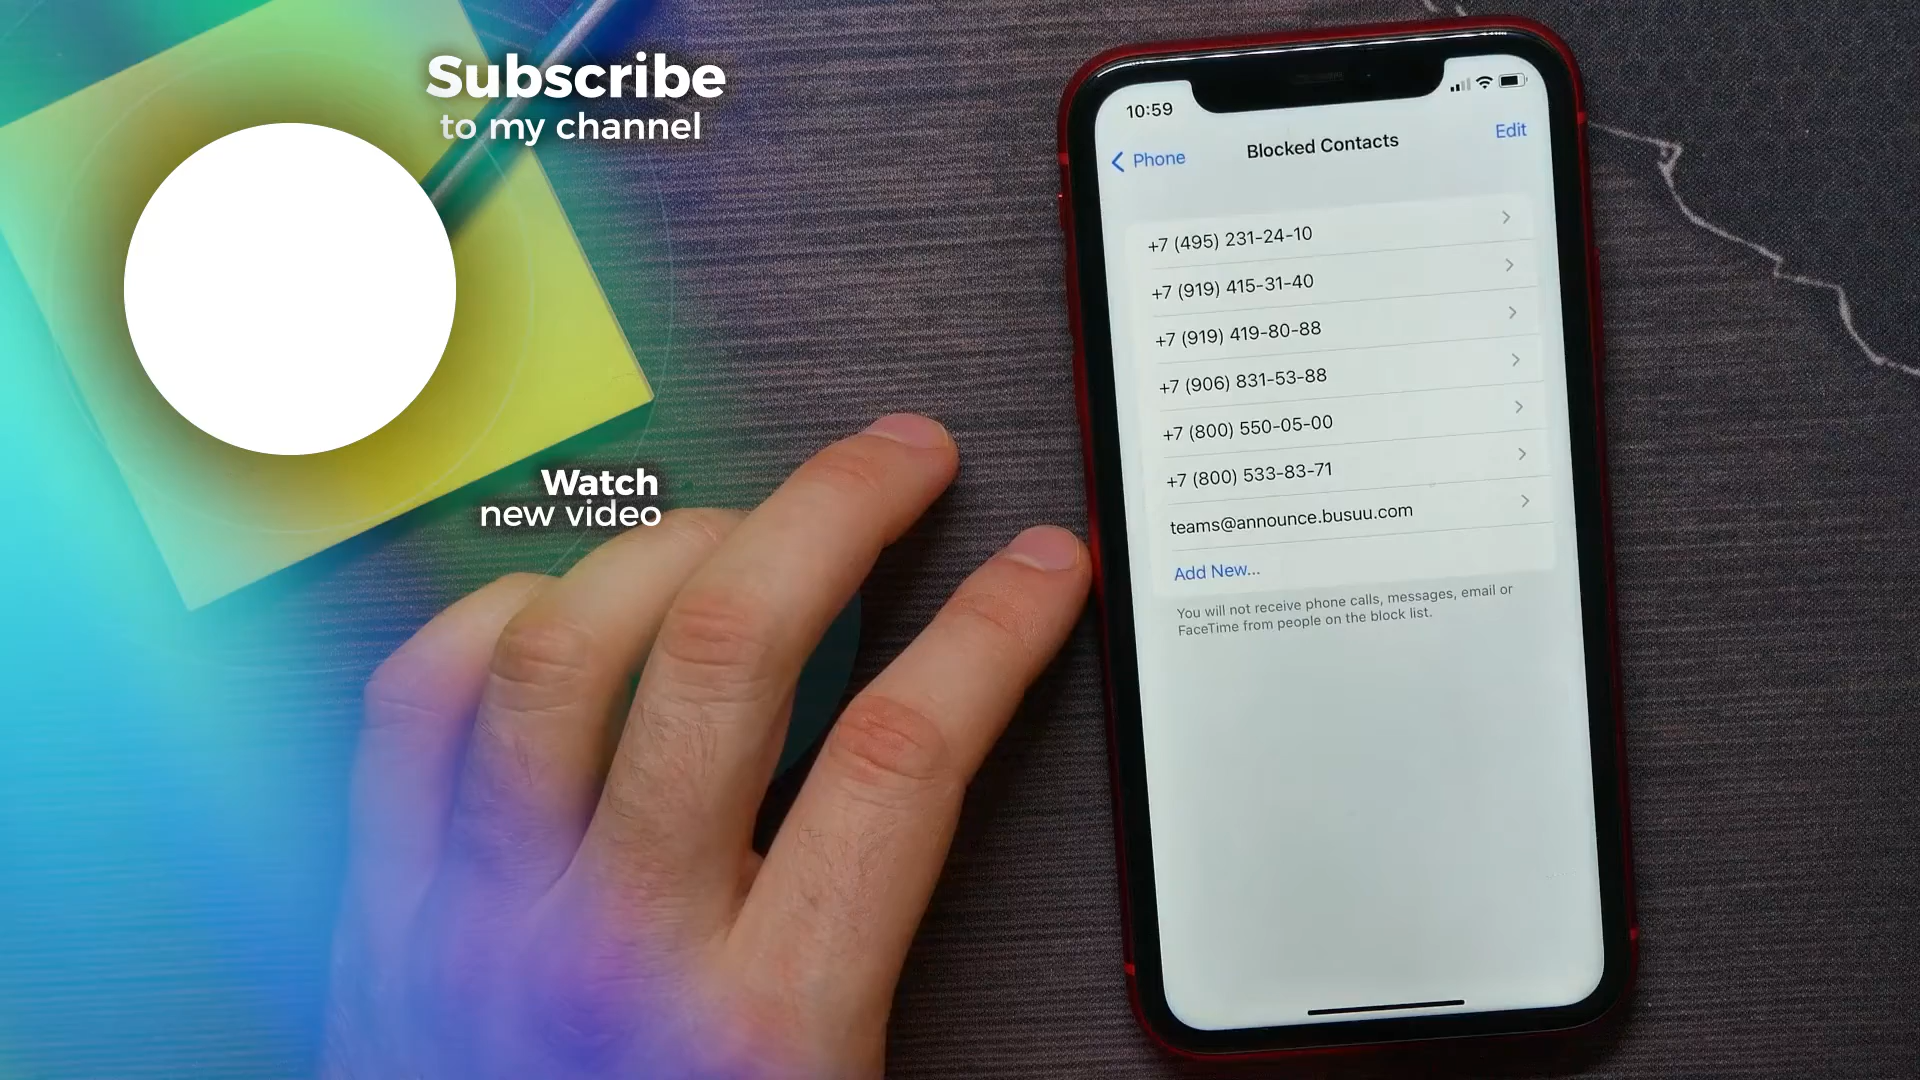 Subscribe
to my channel
Watch
new video
10:59
Phone
Blocked Contacts
Edit
+7 (495) 231-24-10
+7 (919) 415-31-40
+7 (919) 419-80-88
+7 (906) 831-53-88
+7 (800) 550-05-00
+7 (800) 533-83-71
teams@announce.busuu.com
Add New...
You will not receive phone calls, messages, email or
FaceTime from people on the block list.